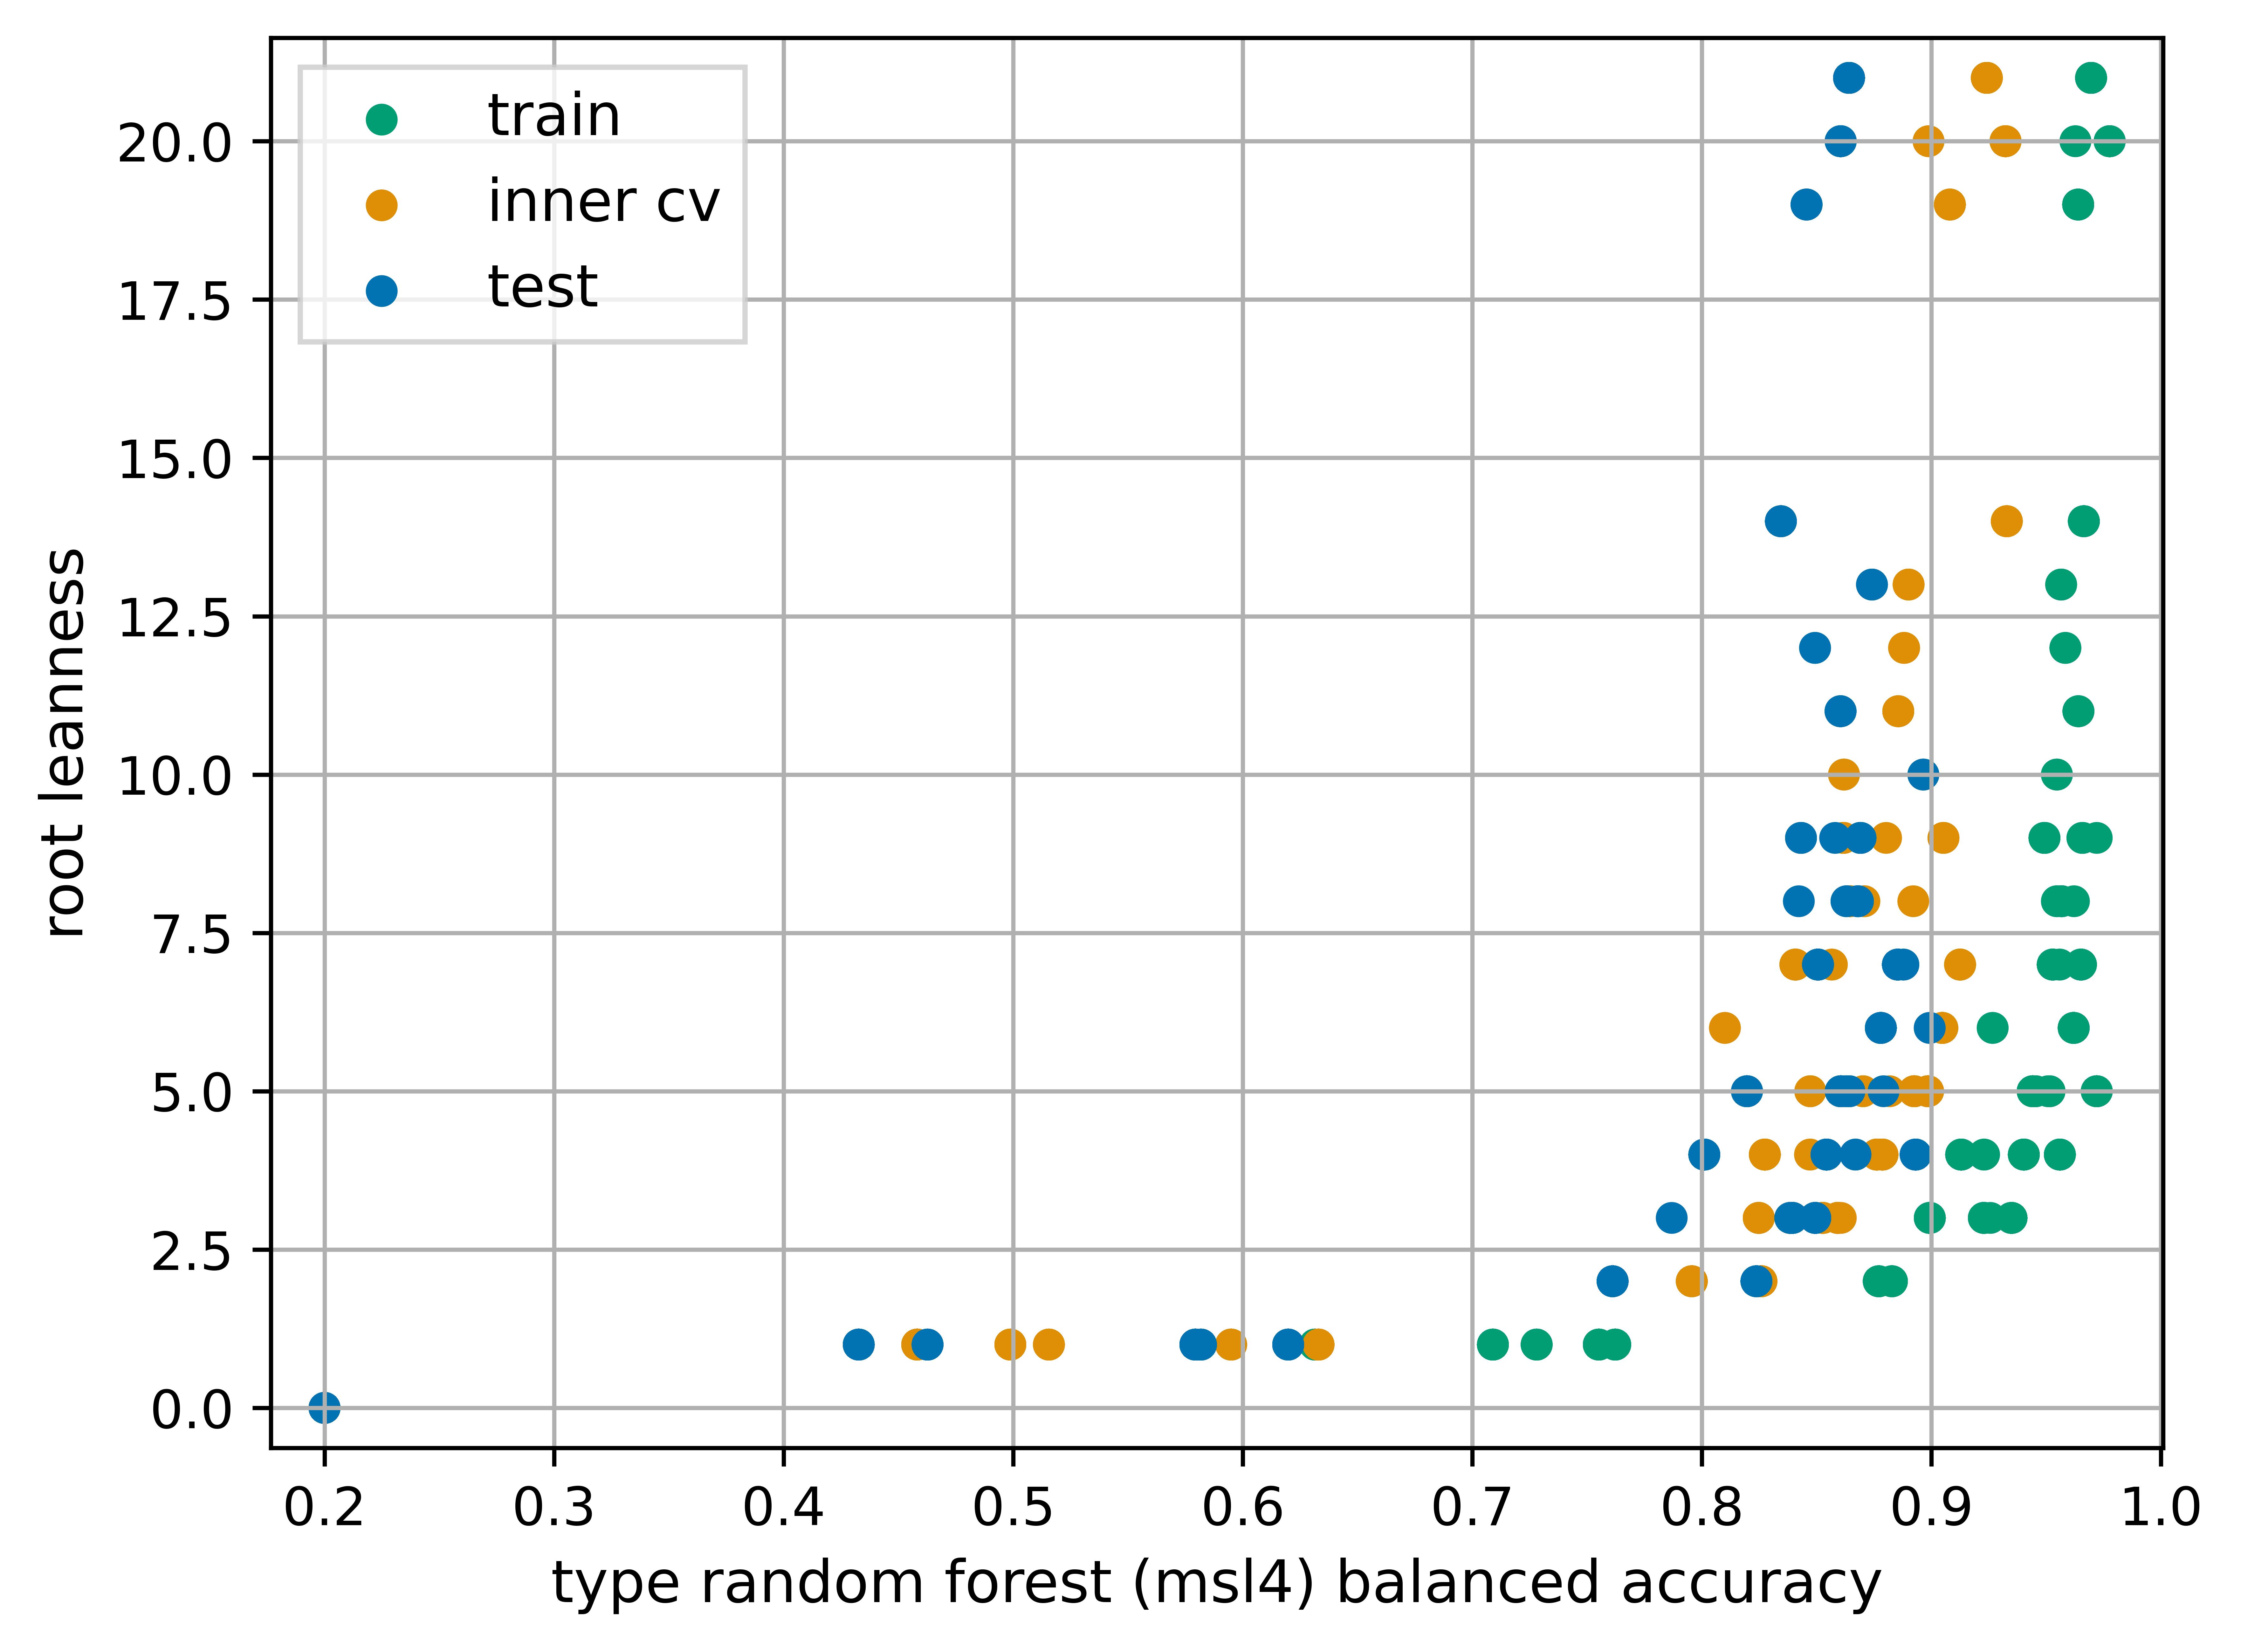 train
inner cv
test
20.0
17.5
15.0
12.5
10.0
7.5
5.0
2.5
0.0
root leanness
0.2 0.3 0.4 0.5 0.6 0.7 0.8 0.9 1.0
type random forest (msl4) balanced accuracy